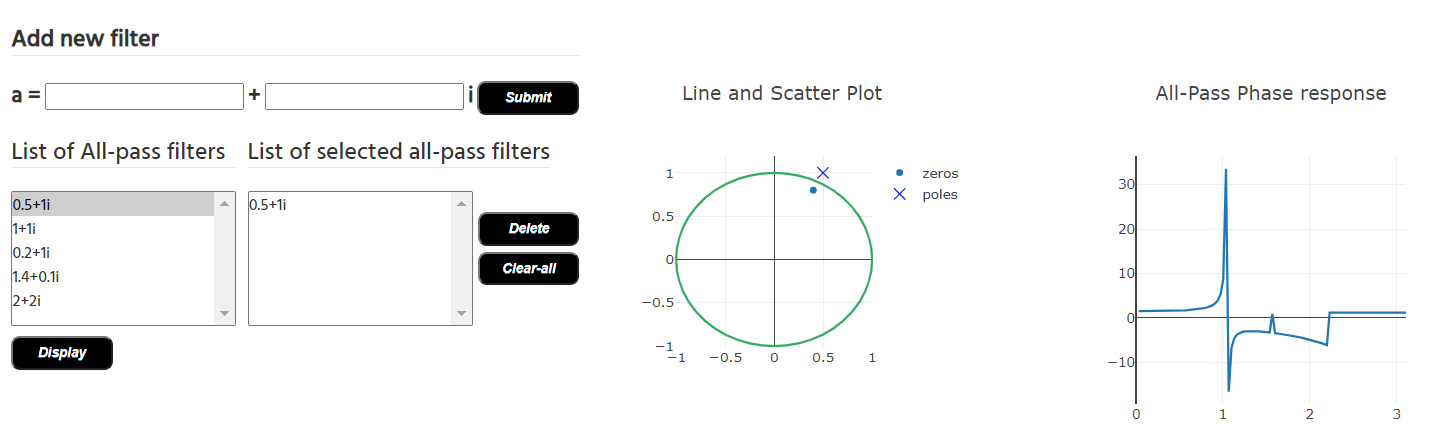 Add new filter
a = + i Submit
List of All-pass filters
0.5+1i
1+1i
0.2+1i
1.4+0.1i
2+2i
Display
List of selected all-pass filters
0.5+1i
Delete
Clear-all
Line and Scatter Plot
1
0.5
0
−0.5
−1
−1 −0.5 0 0.5 1
zeros
poles
All-Pass Phase response
30
20
10
0
−10
0 1 2 3